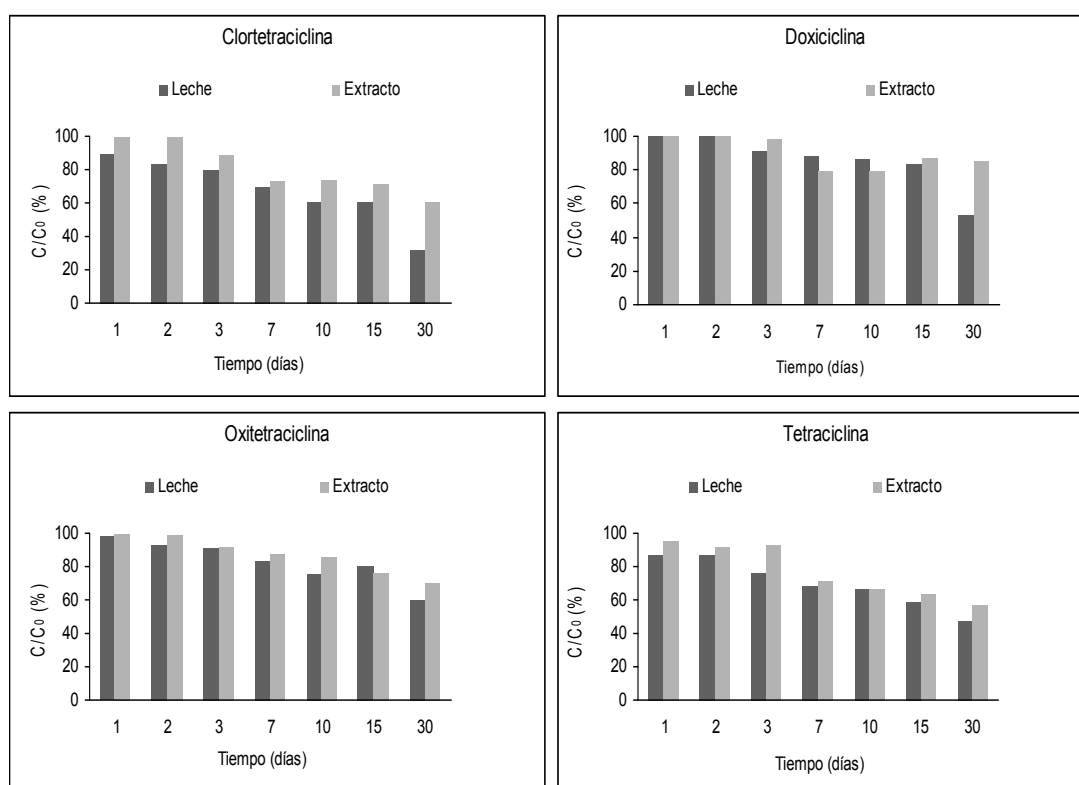 Clortetraciclina
Leche
Extracto
C/C0 (%)
100
80
60
40
20
0
1 2 3 7 10 15 30
Tiempo (días)
Doxiciclina
Leche
Extracto
C/C0 (%)
100
80
60
40
20
0
1 2 3 7 10 15 30
Tiempo (días)
Oxitetraciclina
Leche
Extracto
C/C0 (%)
100
80
60
40
20
0
1 2 3 7 10 15 30
Tiempo (días)
Tetraciclina
Leche
Extracto
C/C0 (%)
100
80
60
40
20
0
1 2 3 7 10 15 30
Tiempo (días)